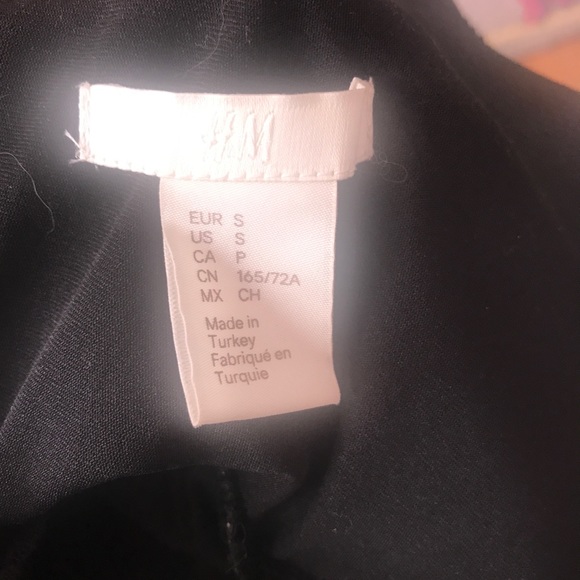 H&M
EUR S
US S
CA P
CN 165/72A
MX CH
Made in
Turkey
Fabriqué en
Turquie